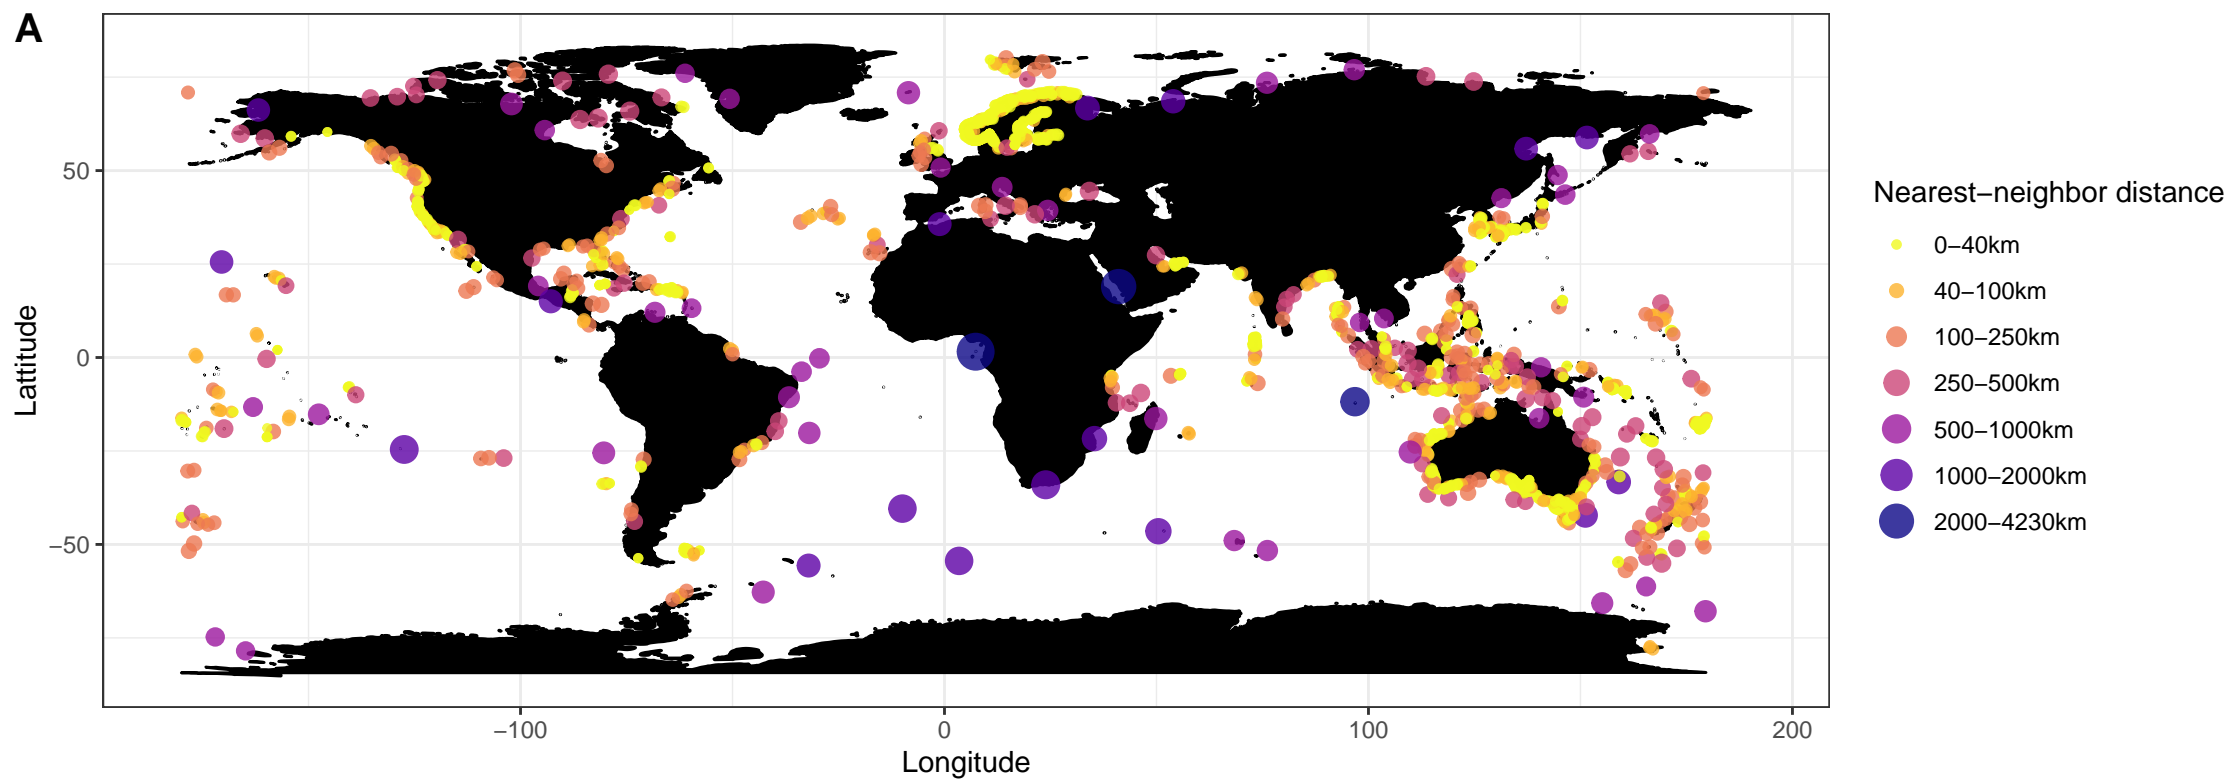 A
Nearest−neighbor distance
0−40km
40−100km
100−250km
250−500km
500−1000km
1000−2000km
2000−4230km
50
0
−50
Lattitude
−100
0
100
200
Longitude